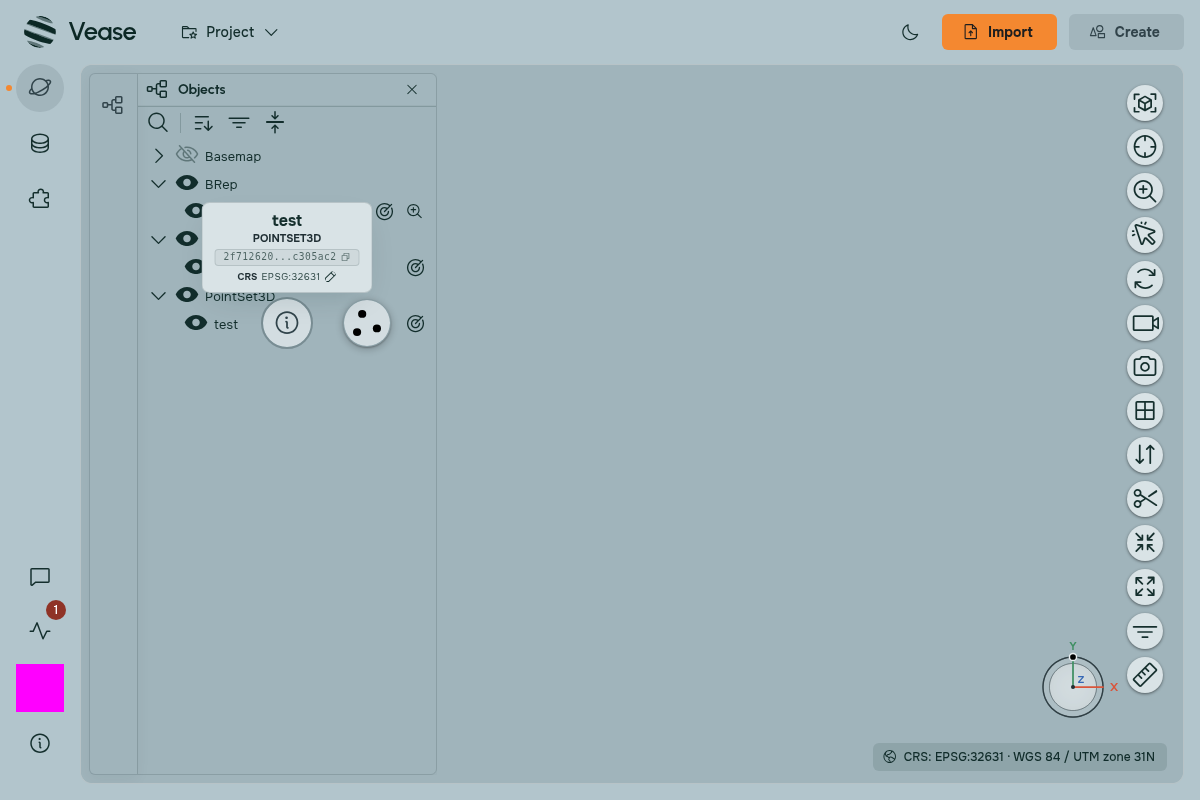 Vease
Project
Import
Create
Objects
Basemap
BRep
test
POINTSET3D
2f712620...c305ac2
CRS EPSG:32631
PointSet3D
test
1
Y
Z
X
CRS: EPSG:32631 · WGS 84 / UTM zone 31N